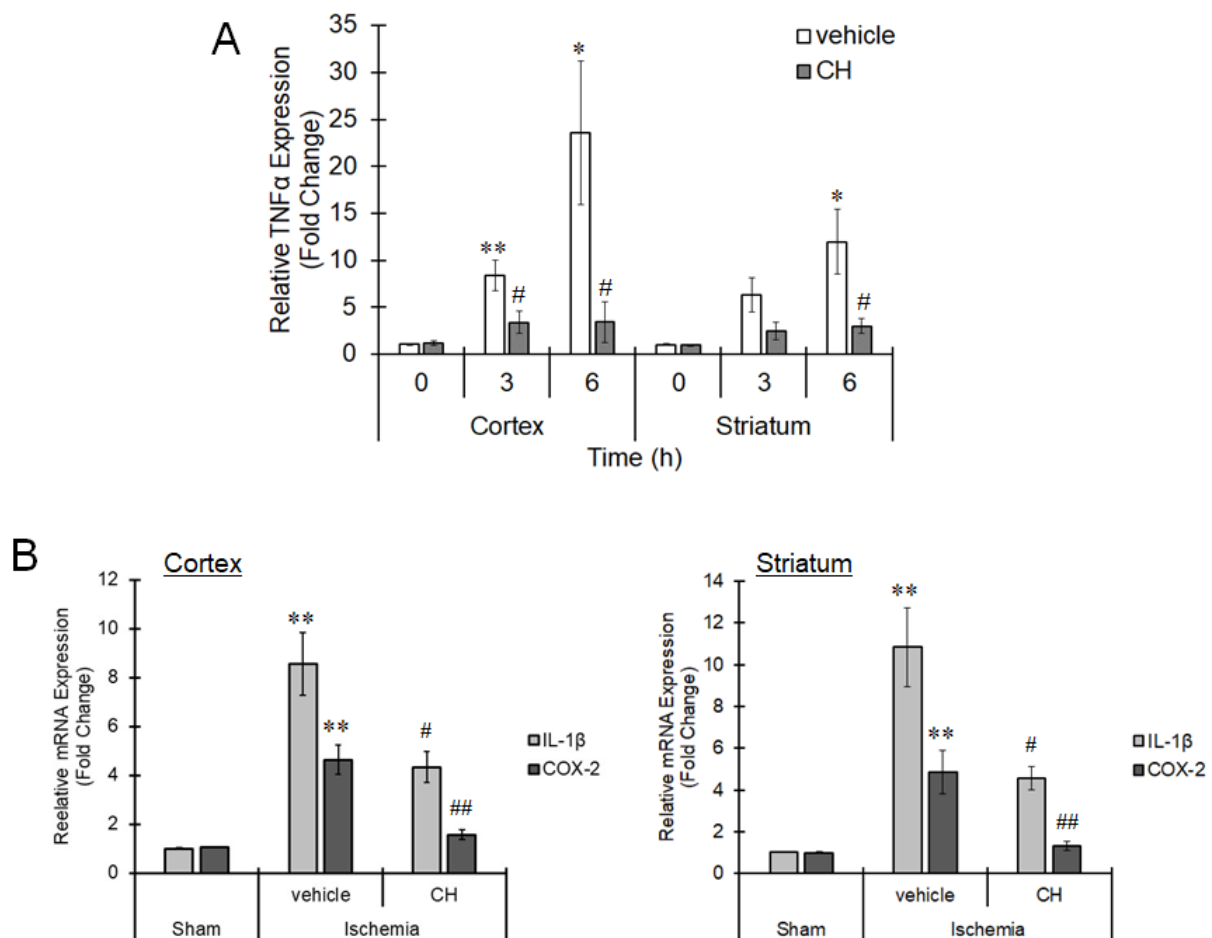 A
Relative TNFα Expression
(Fold Change)
35
30
25
20
15
10
5
0
vehicle
CH
**
#
*
#
*
#
0 3 6 0 3 6
Cortex Striatum
Time (h)
B
Cortex
Reelative mRNA Expression
(Fold Change)
12
10
8
6
4
2
0
**
**
#
##
IL-1β
COX-2
vehicle CH
Sham Ischemia
Striatum
Relative mRNA Expression
(Fold Change)
14
12
10
8
6
4
2
0
**
**
#
##
IL-1β
COX-2
vehicle CH
Sham Ischemia